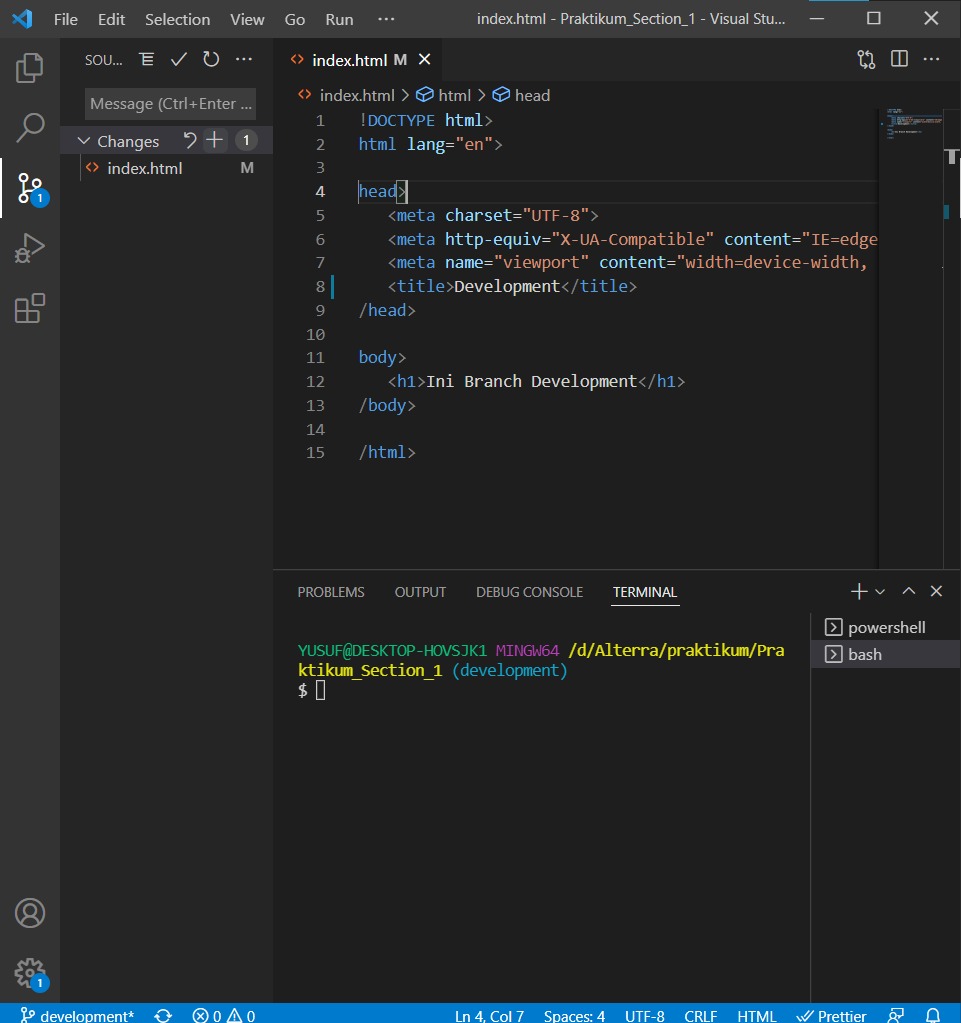 File Edit Selection View Go Run ··· index.html - Praktikum_Section_1 - Visual Stu...
SOU... ···
index.html M
Message (Ctrl+Enter ...
index.html > html > head
Changes 1
index.html M
1 !DOCTYPE html>
2 html lang="en">
3
4 head>
5 <meta charset="UTF-8">
6 <meta http-equiv="X-UA-Compatible" content="IE=edge
7 <meta name="viewport" content="width=device-width,
8 <title>Development</title>
9 /head>
10
11 body>
12 <h1>Ini Branch Development</h1>
13 /body>
14
15 /html>
1
PROBLEMS OUTPUT DEBUG CONSOLE TERMINAL
powershell
bash
YUSUF@DESKTOP-HOVSJK1 MINGW64 /d/Alterra/praktikum/Pra
ktikum_Section_1 (development)
$
1
development* 0 0 Ln 4, Col 7 Spaces: 4 UTF-8 CRLF HTML Prettier